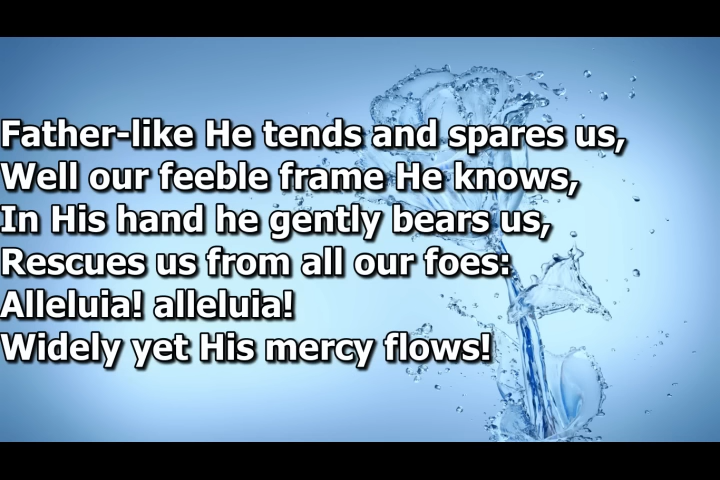 Father-like He tends and spares us,
Well our feeble frame He knows,
In His hand he gently bears us,
Rescues us from all our foes:
Alleluia! alleluia!
Widely yet His mercy flows!